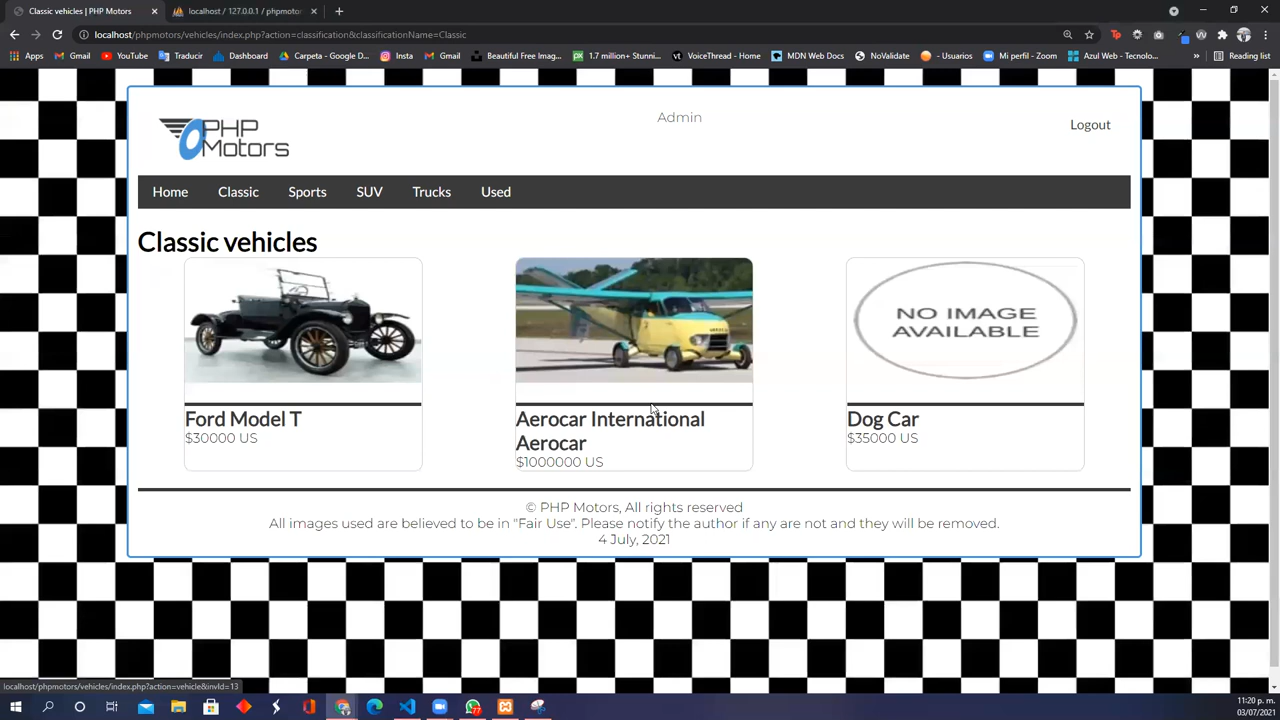 Classic vehicles | PHP Motors
localhost / 127.0.0.1 / phpmotor
localhost/phpmotors/vehicles/index.php?action=classification&classificationName=Classic
Apps
Gmail
YouTube
Traducir
Dashboard
Carpeta - Google D...
Insta
Gmail
Beautiful Free Imag...
1.7 million+ Stunni...
VoiceThread - Home
MDN Web Docs
NoValidate
- Usuarios
Mi perfil - Zoom
Azul Web - Tecnolo...
»
Reading list
PHP
Motors
Admin
Logout
Home
Classic
Sports
SUV
Trucks
Used
Classic vehicles
NO IMAGE
AVAILABLE
Ford Model T
$30000 US
Aerocar International
Aerocar
$1000000 US
Dog Car
$35000 US
© PHP Motors, All rights reserved
All images used are believed to be in "Fair Use". Please notify the author if any are not and they will be removed.
4 July, 2021
localhost/phpmotors/vehicles/index.php?action=vehicle&invId=13
11:20 p. m.
03/07/2021